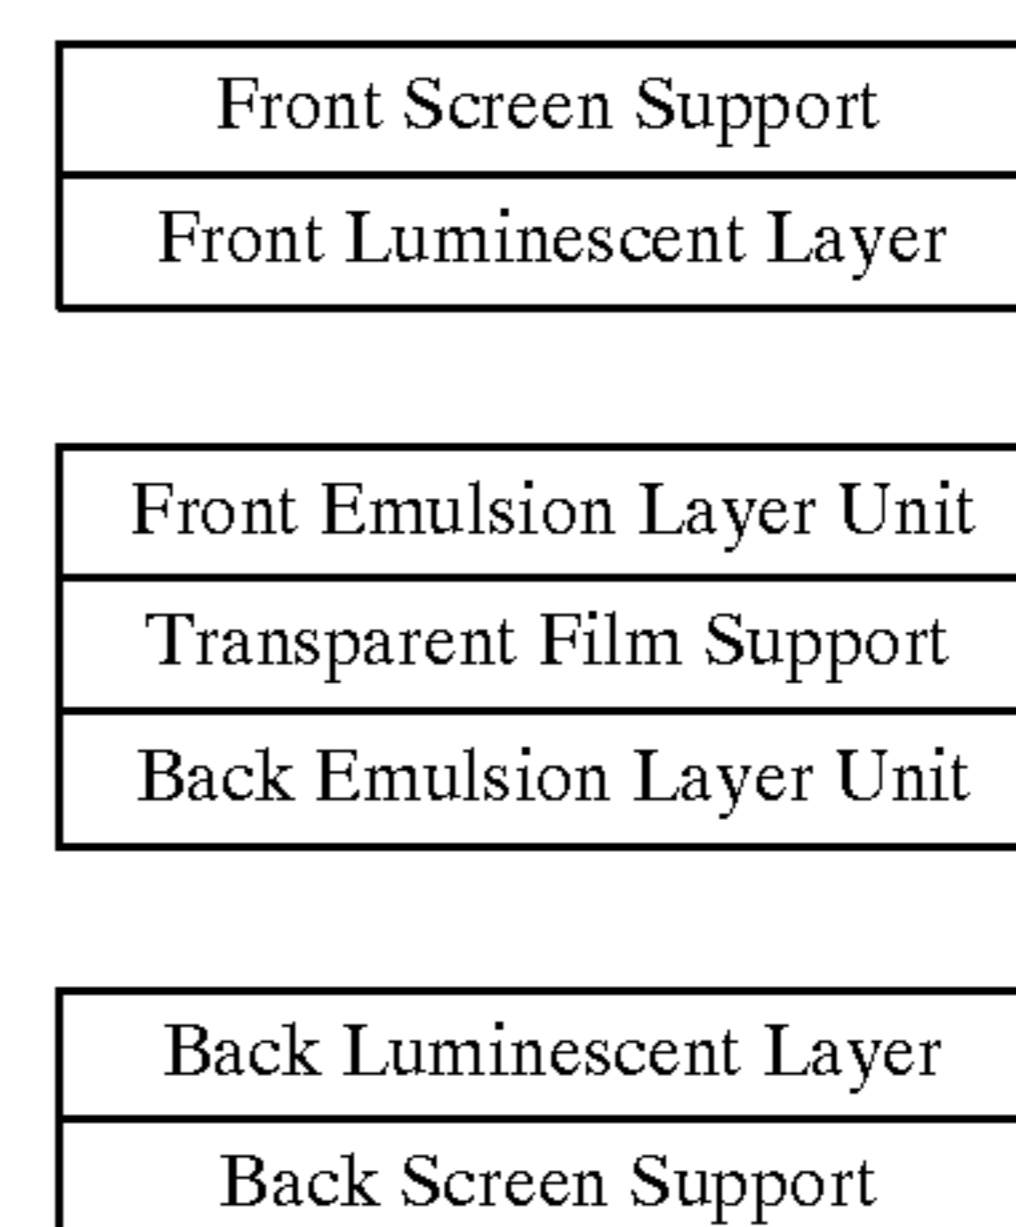 Front Screen Support
Front Luminescent Layer
Front Emulsion Layer Unit
Transparent Film Support
Back Emulsion Layer Unit
Back Luminescent Layer
Back Screen Support